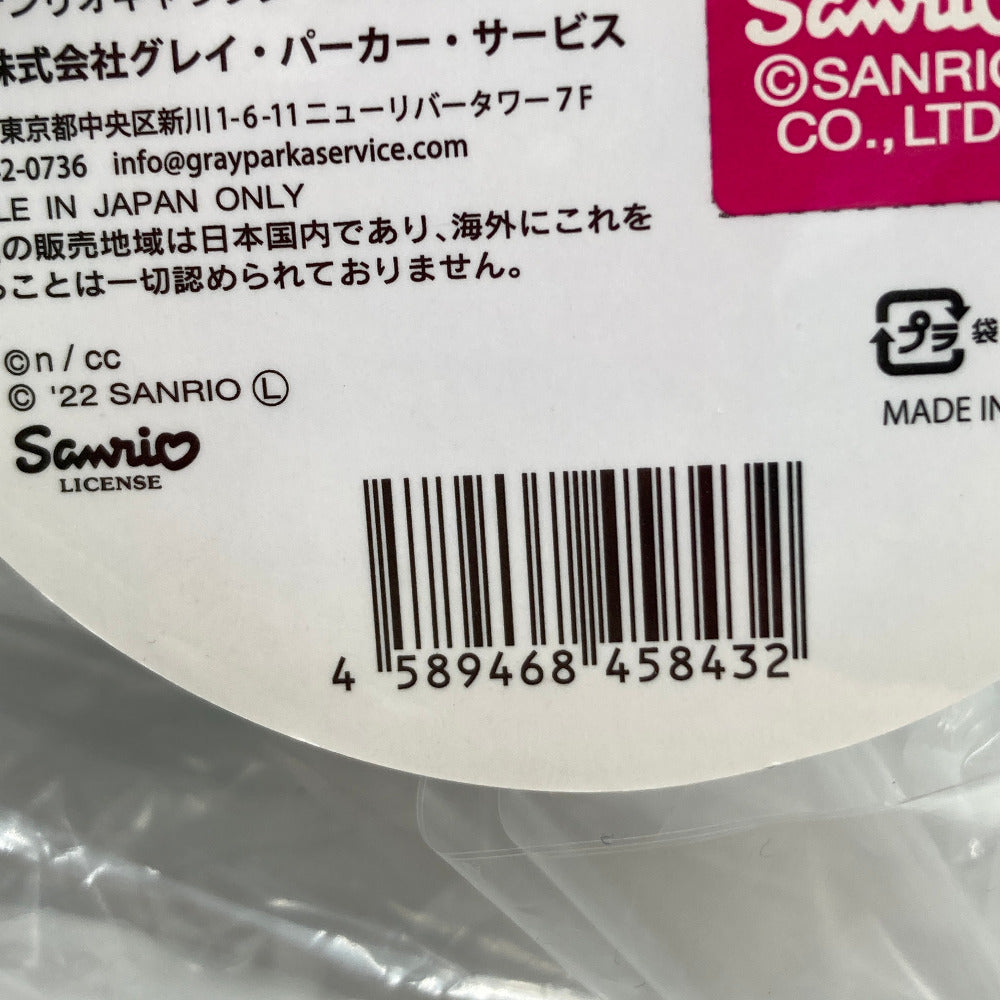 株式会社グレイ・パーカー・サービス
東京都中央区新川1-6-11ニューリバータワー7F
2-0736 info@grayparkaservice.com
LE IN JAPAN ONLY
の販売地域は日本国内であり、海外にこれを
ことは一切認められておりません。
©n / cc
© '22 SANRIO Ⓛ
Sanrio
LICENSE
4 589468 458432
Sanrio
©SANRIO
CO., LTD
プラ 袋
MADE IN